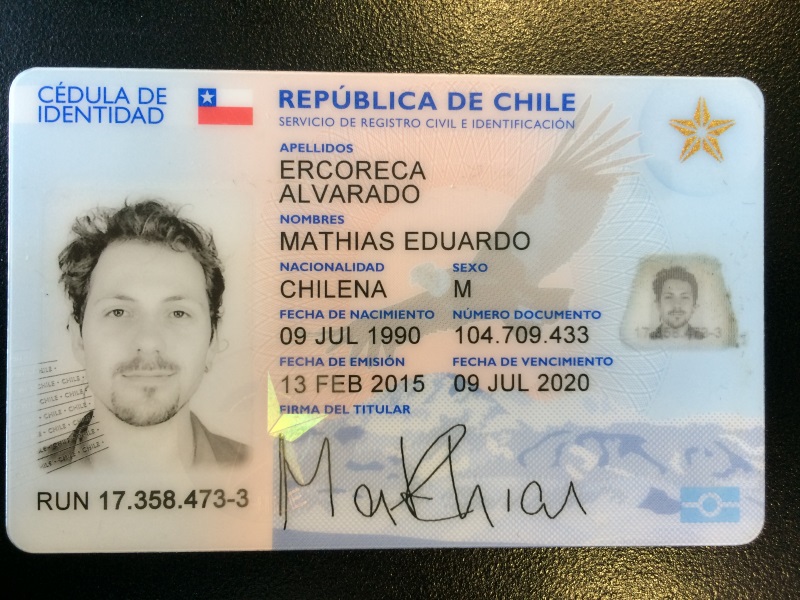 CÉDULA DE
IDENTIDAD
REPÚBLICA DE CHILE
SERVICIO DE REGISTRO CIVIL E IDENTIFICACIÓN
APELLIDOS
ERCORECA
ALVARADO
NOMBRES
MATHIAS EDUARDO
NACIONALIDAD SEXO
CHILENA M
FECHA DE NACIMIENTO NÚMERO DOCUMENTO
09 JUL 1990 104.709.433
FECHA DE EMISIÓN FECHA DE VENCIMIENTO
13 FEB 2015 09 JUL 2020
FIRMA DEL TITULAR
Mathias
RUN 17.358.473-3